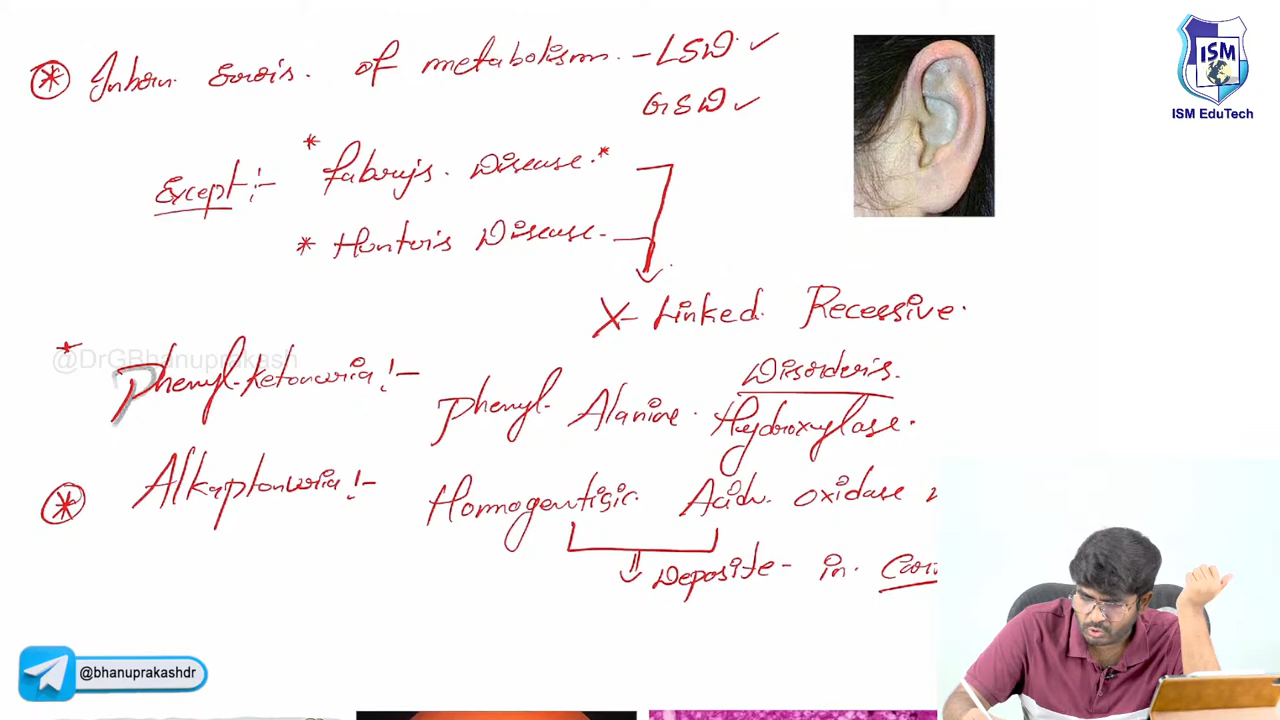 Inborn Errors of metabolism - LSD ✓
GSD ✓
Except :- * Fabry's Disease *
* Hunter's Disease -
X-Linked Recessive.
Disorders.
* Phenyl-ketonuria :- Phenyl Alanine Hydroxylase.
@DrGBhanuprakash
* Alkaptonuria :- Homogentisic Acid oxidase
Deposite - in
@bhanuprakashdr
ISM
ISM EduTech